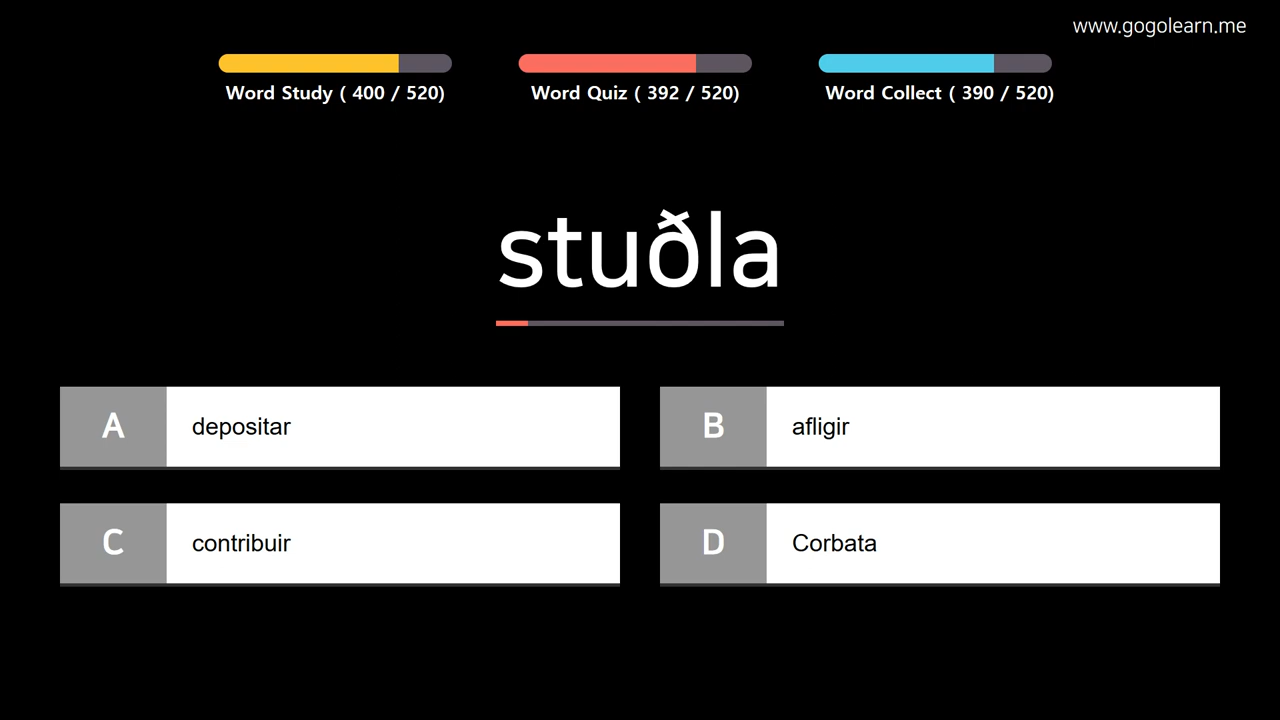 www.gogolearn.me
Word Study ( 400 / 520)
Word Quiz ( 392 / 520)
Word Collect ( 390 / 520)
stuðla
A depositar
B afligir
C contribuir
D Corbata